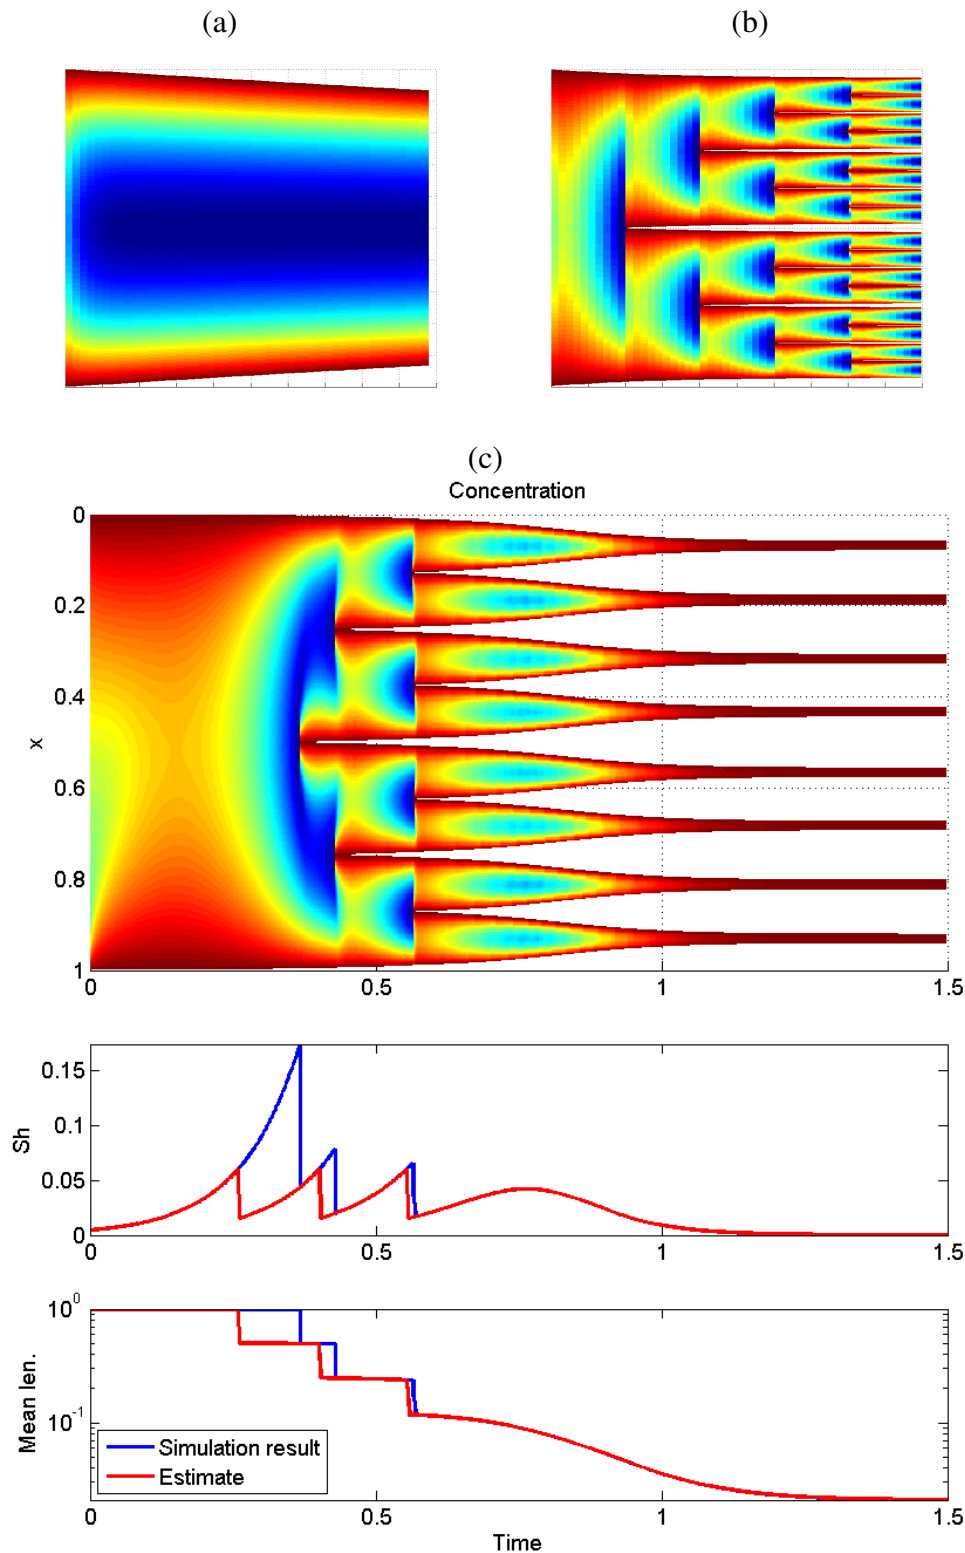 (a) (b)
(c)
Concentration
0
0.2
0.4
0.6
0.8
1
x
0 0.5 1 1.5
0.15
0.1
0.05
0
Sh
0 0.5 1 1.5
10^0
10^-1
Mean len.
Simulation result
Estimate
0 0.5 1 1.5
Time